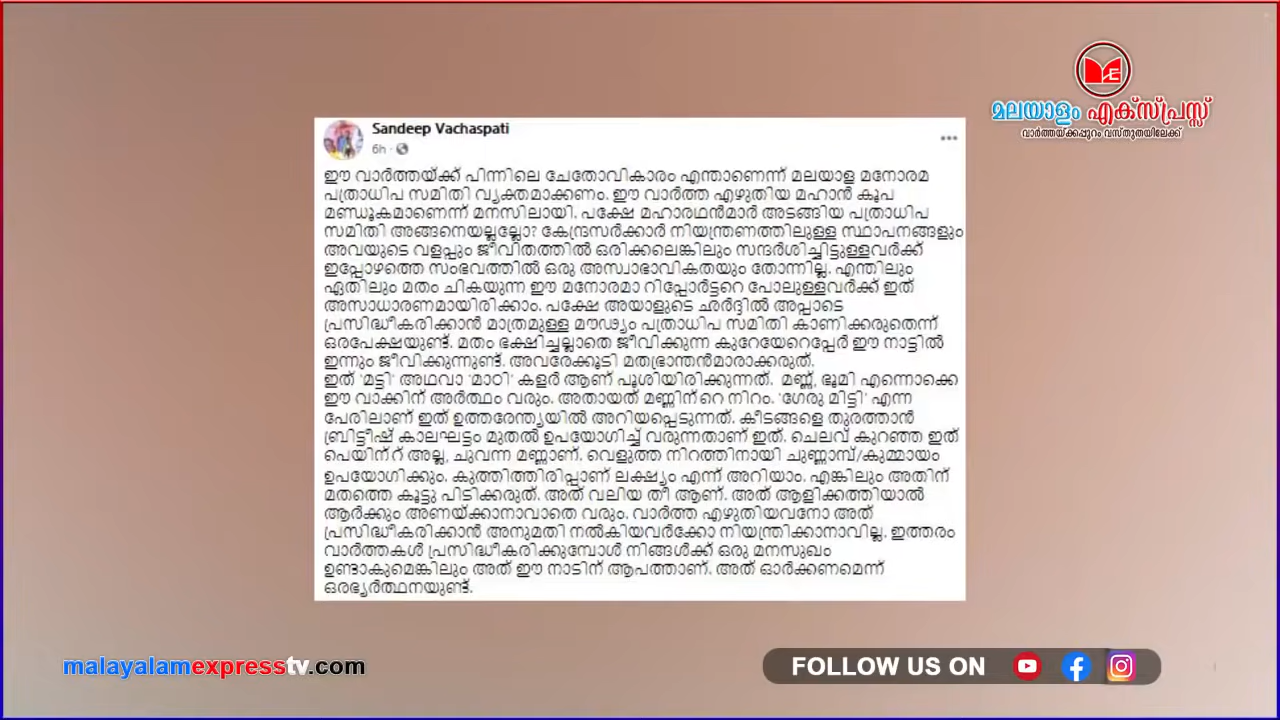 മലയാളം എക്സ്പ്രസ്സ്
വാർത്തയ്ക്കപ്പുറം വസ്തുതയിലേക്ക്
Sandeep Vachaspati
6h ·
ഈ വാർത്തയ്ക്ക് പിന്നിലെ ചേതോവികാരം എന്താണെന്ന് മലയാള മനോരമ
പത്രാധിപ സമിതി വ്യക്തമാക്കണം. ഈ വാർത്ത എഴുതിയ മഹാൻ കൂപ
മണ്ഡൂകമാണെന്ന് മനസിലായി. പക്ഷേ മഹാരഥൻമാർ അടങ്ങിയ പത്രാധിപ
സമിതി അങ്ങനെയല്ലല്ലോ? കേന്ദ്രസർക്കാർ നിയന്ത്രണത്തിലുള്ള സ്ഥാപനങ്ങളും
അവയുടെ വളപ്പും ജീവിതത്തിൽ ഒരിക്കലെങ്കിലും സന്ദർശിച്ചിട്ടുള്ളവർക്ക്
ഇപ്പോഴത്തെ സംഭവത്തിൽ ഒരു അസ്വാഭാവികതയും തോന്നില്ല. എന്തിലും
ഏതിലും മതം ചികയുന്ന ഈ മനോരമാ റിപ്പോർട്ടറെ പോലുള്ളവർക്ക് ഇത്
അസാധാരണമായിരിക്കാം. പക്ഷേ അയാളുടെ ഛർദ്ദിൽ അപ്പാടെ
പ്രസിദ്ധീകരിക്കാൻ മാത്രമുള്ള മൗഢ്യം പത്രാധിപ സമിതി കാണിക്കരുതെന്ന്
ഒരപേക്ഷയുണ്ട്. മതം ഭക്ഷിച്ചല്ലാതെ ജീവിക്കുന്ന കുറേയേറെപ്പേർ ഈ നാട്ടിൽ
ഇന്നും ജീവിക്കുന്നുണ്ട്. അവരേക്കൂടി മതഭ്രാന്തൻമാരാക്കരുത്.
ഇത് 'മട്ടി' അഥവാ 'മാഠി' കളർ ആണ് പൂശിയിരിക്കുന്നത്. മണ്ണ്, ഭൂമി എന്നൊക്കെ
ഈ വാക്കിന് അർത്ഥം വരും. അതായത് മണ്ണിന്റെ നിറം. 'ഗേരു മിട്ടി' എന്ന
പേരിലാണ് ഇത് ഉത്തരേന്ത്യയിൽ അറിയപ്പെടുന്നത്. കീടങ്ങളെ തുരത്താൻ
ബ്രിട്ടീഷ് കാലഘട്ടം മുതൽ ഉപയോഗിച്ച് വരുന്നതാണ് ഇത്. ചെലവ് കുറഞ്ഞ ഇത്
പെയിന്റ് അല്ല, ചുവന്ന മണ്ണാണ്. വെളുത്ത നിറത്തിനായി ചുണ്ണാമ്പ്/കുമ്മായം
ഉപയോഗിക്കും. കുത്തിത്തിരിപ്പാണ് ലക്ഷ്യം എന്ന് അറിയാം. എങ്കിലും അതിന്
മതത്തെ കൂട്ടു പിടിക്കരുത്. അത് വലിയ തീ ആണ്. അത് ആളിക്കത്തിയാൽ
ആർക്കും അണയ്ക്കാനാവാതെ വരും. വാർത്ത എഴുതിയവനോ അത്
പ്രസിദ്ധീകരിക്കാൻ അനുമതി നൽകിയവർക്കോ നിയന്ത്രിക്കാനാവില്ല. ഇത്തരം
വാർത്തകൾ പ്രസിദ്ധീകരിക്കുമ്പോൾ നിങ്ങൾക്ക് ഒരു മനസുഖം
ഉണ്ടാകുമെങ്കിലും അത് ഈ നാടിന് ആപത്താണ്. അത് ഓർക്കണമെന്ന്
ഒരഭ്യർത്ഥനയുണ്ട്.
malayalamexpresstv.com
FOLLOW US ON